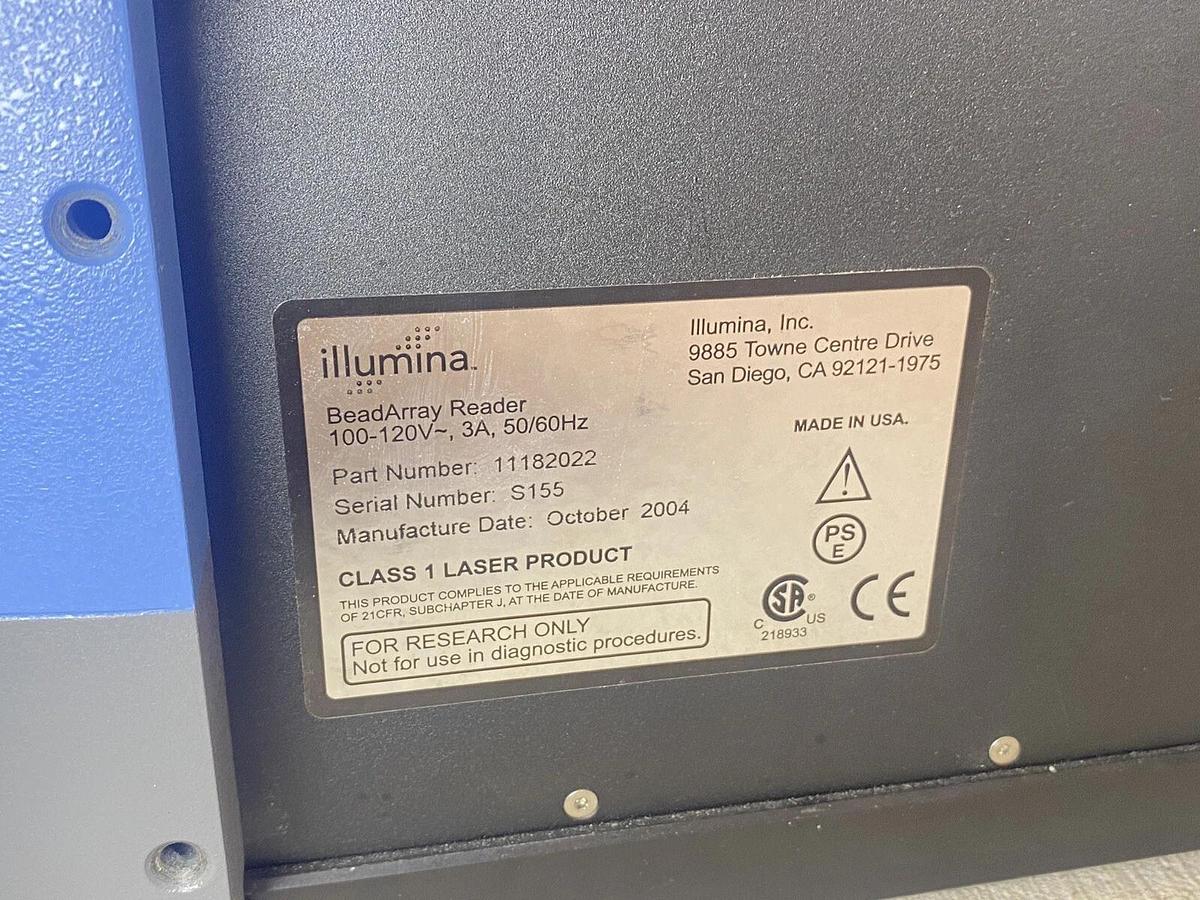 illumina™
BeadArray Reader
100-120V~, 3A, 50/60Hz
Part Number: 11182022
Serial Number: S155
Manufacture Date: October 2004
CLASS 1 LASER PRODUCT
THIS PRODUCT COMPLIES TO THE APPLICABLE REQUIREMENTS
OF 21CFR, SUBCHAPTER J, AT THE DATE OF MANUFACTURE.
FOR RESEARCH ONLY
Not for use in diagnostic procedures.
Illumina, Inc.
9885 Towne Centre Drive
San Diego, CA 92121-1975
MADE IN USA.
!
PS
E
SA®
C US
218933
CE